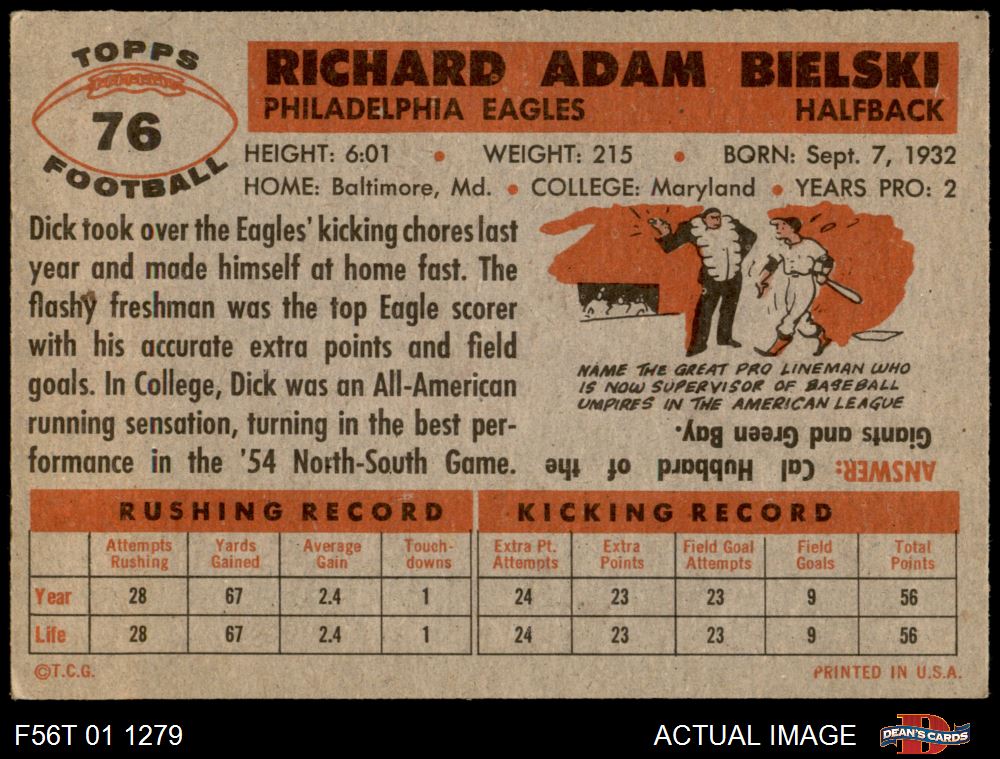 TOPPS
76
FOOTBALL
RICHARD ADAM BIELSKI
PHILADELPHIA EAGLES HALFBACK
HEIGHT: 6:01 • WEIGHT: 215 • BORN: Sept. 7, 1932
HOME: Baltimore, Md. • COLLEGE: Maryland • YEARS PRO: 2
Dick took over the Eagles' kicking chores last
year and made himself at home fast. The
flashy freshman was the top Eagle scorer
with his accurate extra points and field
goals. In College, Dick was an All-American
running sensation, turning in the best per-
formance in the '54 North-South Game.
NAME THE GREAT PRO LINEMAN WHO
IS NOW SUPERVISOR OF BASEBALL
UMPIRES IN THE AMERICAN LEAGUE
ANSWER: Cal Hubbard of the
Giants and Green Bay.
RUSHING RECORD KICKING RECORD
Attempts Rushing Yards Gained Average Gain Touch-downs Extra Pt. Attempts Extra Points Field Goal Attempts Field Goals Total Points
Year 28 67 2.4 1 24 23 23 9 56
Life 28 67 2.4 1 24 23 23 9 56
©T.C.G. PRINTED IN U.S.A.
F56T 01 1279 ACTUAL IMAGE D DEAN'S CARDS